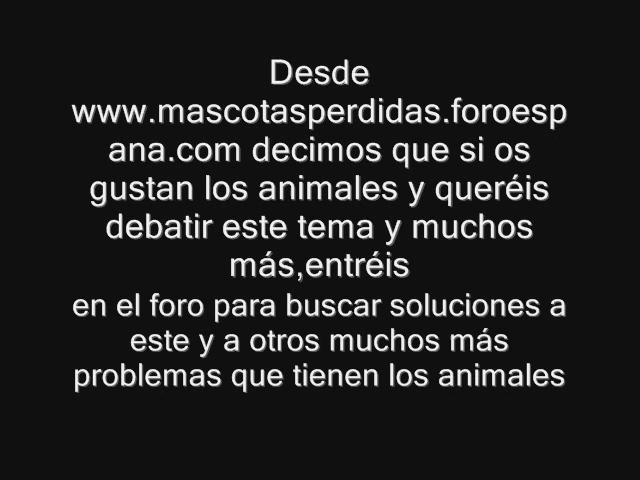 Desde
www.mascotasperdidas.foroesp
ana.com decimos que si os
gustan los animales y queréis
debatir este tema y muchos
más,entréis
en el foro para buscar soluciones a
este y a otros muchos más
problemas que tienen los animales